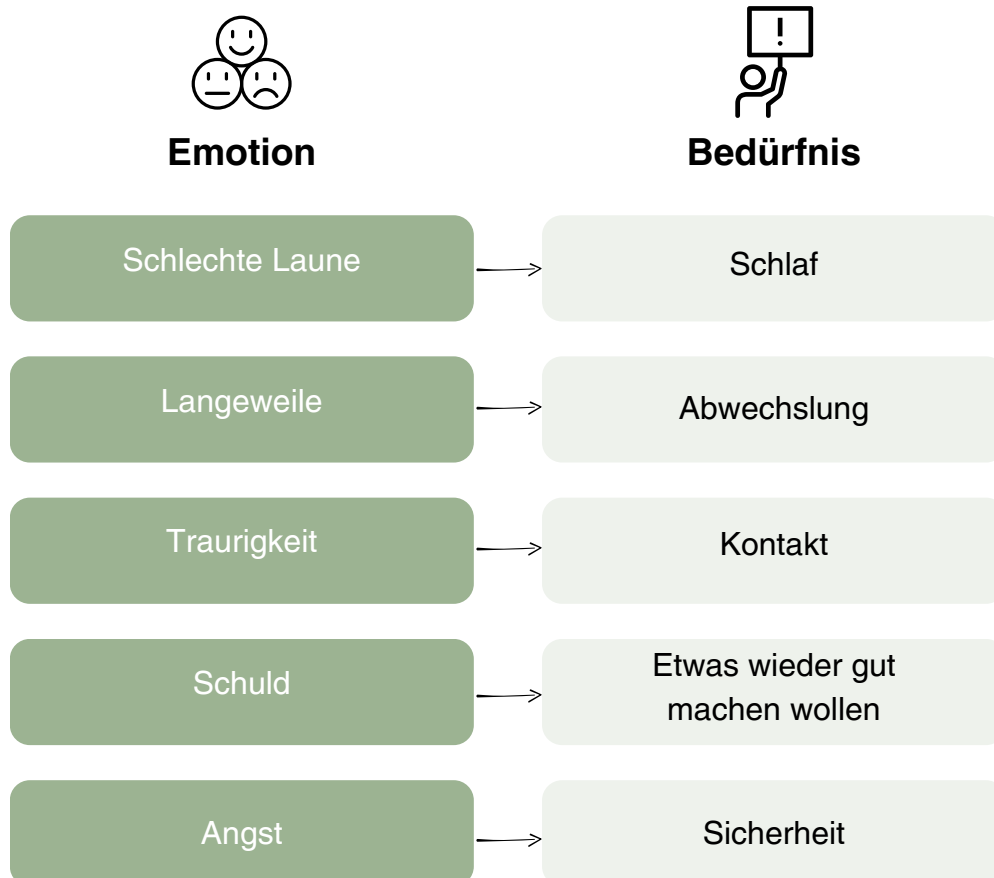 Emotion
Bedürfnis
Schlechte Laune
Schlaf
Langeweile
Abwechslung
Traurigkeit
Kontakt
Schuld
Etwas wieder gut
machen wollen
Angst
Sicherheit